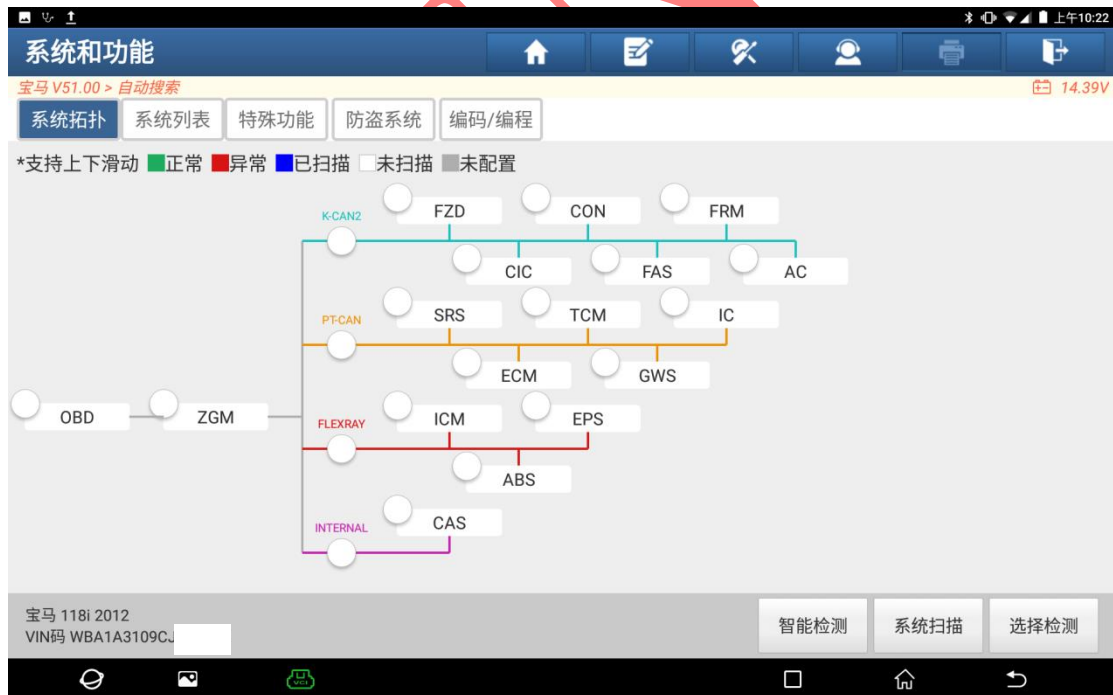 上午10:22
系统和功能
宝马 V51.00 > 自动搜索
14.39V
系统拓扑 系统列表 特殊功能 防盗系统 编码/编程
*支持上下滑动 正常 异常 已扫描 未扫描 未配置
K-CAN2 FZD CON FRM
CIC FAS AC
PT-CAN SRS TCM IC
ECM GWS
OBD ZGM
FLEXRAY ICM EPS
ABS
INTERNAL CAS
宝马 118i 2012
VIN码 WBA1A3109CJ
智能检测 系统扫描 选择检测
VCI